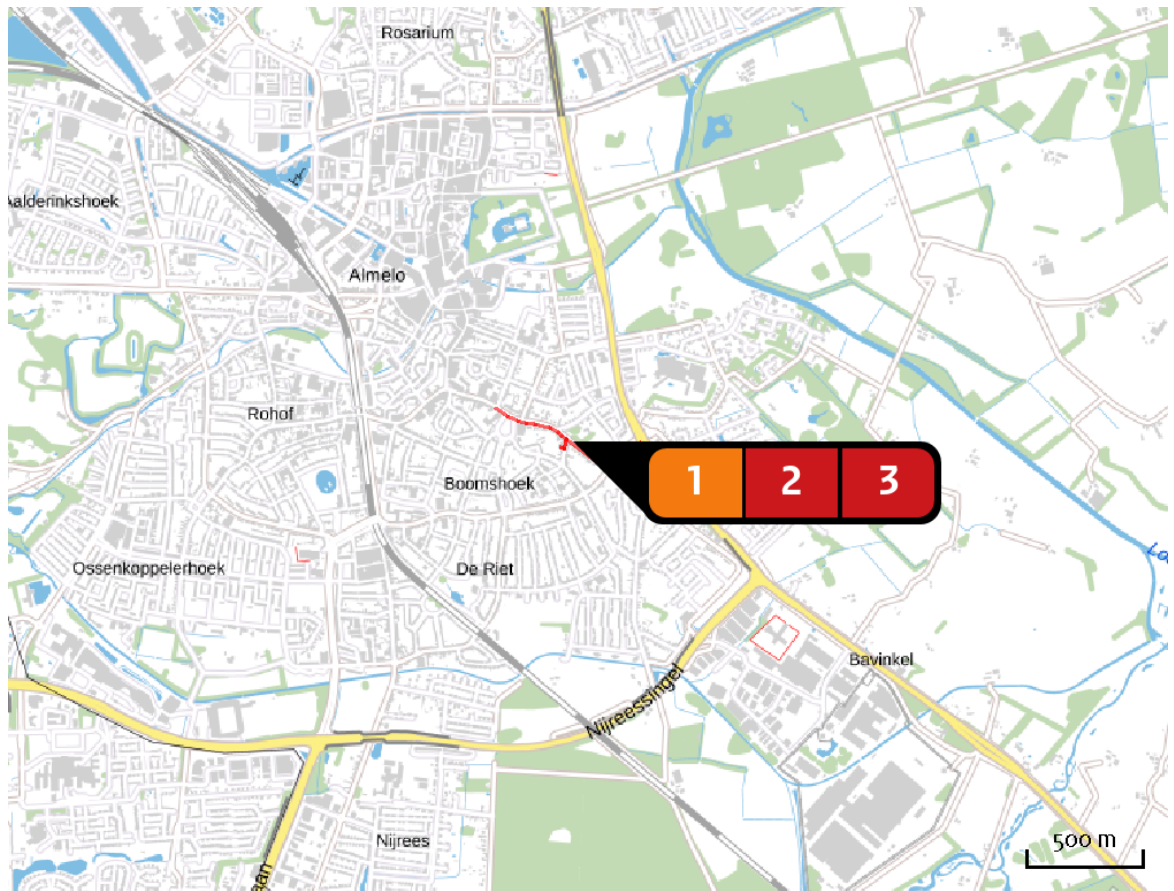 Rosarium
Aalderinkshoek
Almelo
Rohof
1 2 3
Boomshoek
Ossenkoppelerhoek
De Riet
Bavinkel
Nijreessingel
Nijrees
500 m